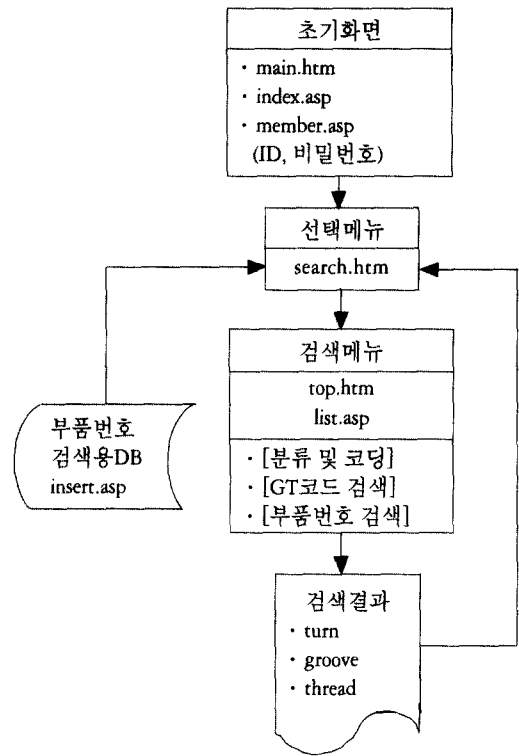 초기화면
· main.htm
· index.asp
· member.asp
(ID, 비밀번호)
선택메뉴
search.htm
검색메뉴
top.htm
list.asp
· [분류 및 코딩]
· [GT코드 검색]
· [부품번호 검색]
부품번호
검색용DB
insert.asp
검색결과
· turn
· groove
· thread